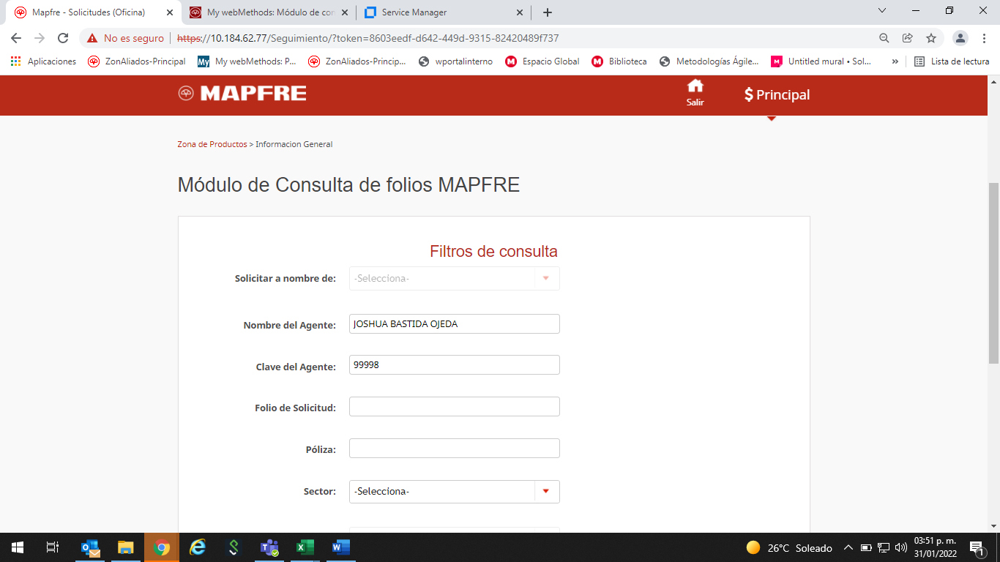 Mapfre - Solicitudes (Oficina)
My webMethods: Módulo de con
Service Manager
No es seguro
https://10.184.62.77/Seguimiento/?token=8603eedf-d642-449d-9315-82420489f737
Aplicaciones
ZonAliados-Principal
My webMethods: P...
ZonAliados-Princip...
wportalinterno
Espacio Global
Biblioteca
Metodologías Ágile...
Untitled mural • Sol...
»
Lista de lectura
MAPFRE
Salir
$ Principal
Zona de Productos > Informacion General
Módulo de Consulta de folios MAPFRE
Filtros de consulta
Solicitar a nombre de: -Selecciona-
Nombre del Agente: JOSHUA BASTIDA OJEDA
Clave del Agente: 99998
Folio de Solicitud:
Póliza:
Sector: -Selecciona-
26°C Soleado
03:51 p. m.
31/01/2022
1